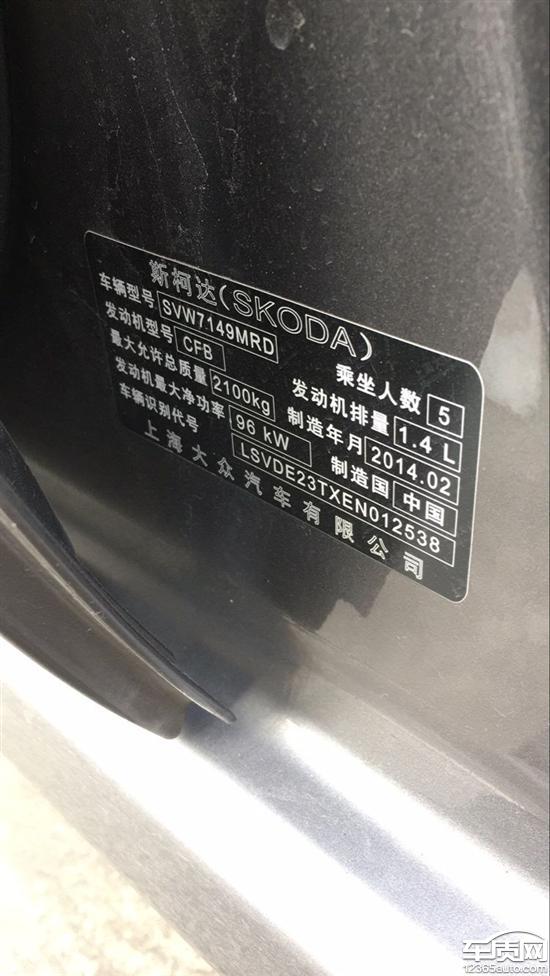 斯柯达(SKODA)
车辆型号 SVW7149MRD 乘坐人数 5
发动机型号 CFB 发动机排量 1.4 L
最大允许总质量 2100kg 制造年月 2014.02
发动机最大净功率 96 kW 制造国 中国
车辆识别代号 LSVDE23TXEN012538
上海大众汽车有限公司
车质网
12365auto.com